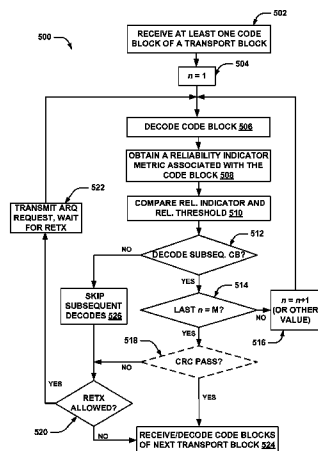 502
500
RECEIVE AT LEAST ONE CODE
BLOCK OF A TRANSPORT BLOCK
504
n = 1
DECODE CODE BLOCK 506
OBTAIN A RELIABILITY INDICATOR
METRIC ASSOCIATED WITH THE
CODE BLOCK 508
522
TRANSMIT ARQ
REQUEST, WAIT
FOR RETX
COMPARE REL. INDICATOR AND
REL. THRESHOLD 510
512
NO
DECODE SUBSEQ. CB?
YES
514
SKIP
SUBSEQUENT
DECODES 526
LAST n = M?
NO
n = n+1
(OR OTHER
VALUE)
YES
518
516
NO
CRC PASS?
YES
RETX
ALLOWED?
YES
520
NO
RECEIVE/DECODE CODE BLOCKS
OF NEXT TRANSPORT BLOCK 524